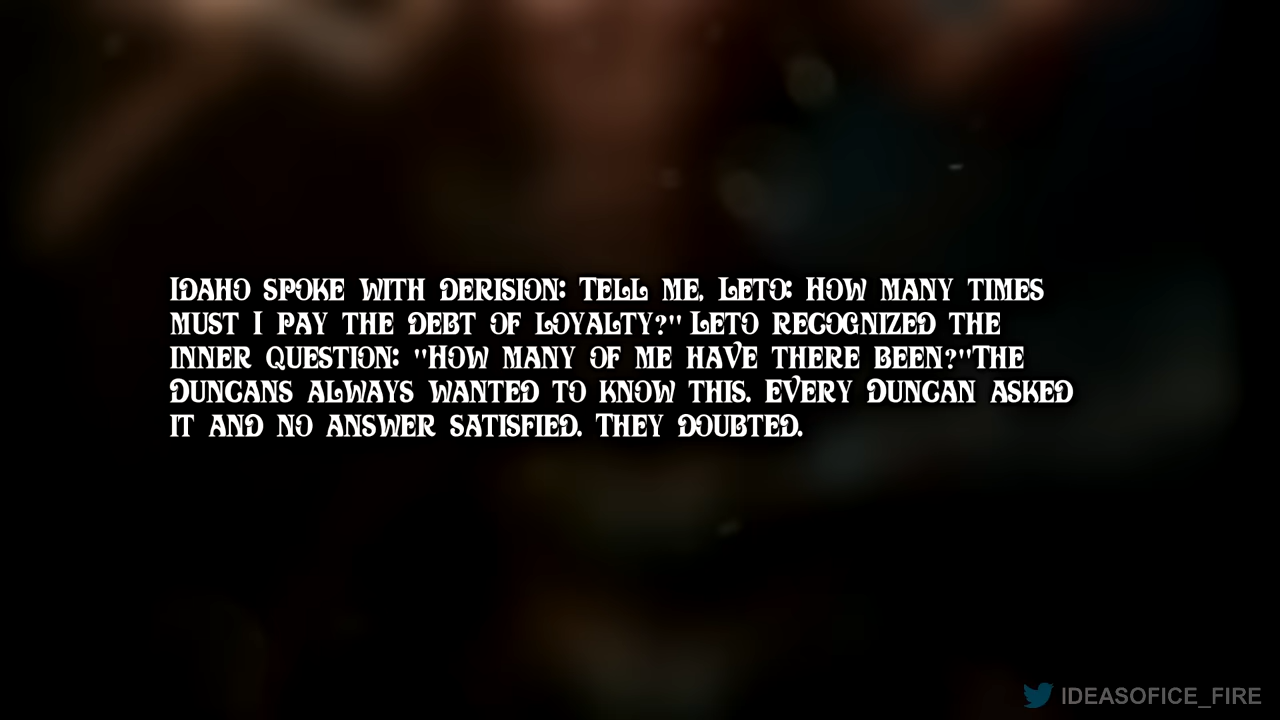 Idaho spoke with derision: Tell me, Leto: How many times
must I pay the debt of loyalty?" Leto recognized the
inner question: "How many of me have there been?"The
Duncans always wanted to know this. Every Duncan asked
it and no answer satisfied. They doubted.
IDEASOFICE_FIRE